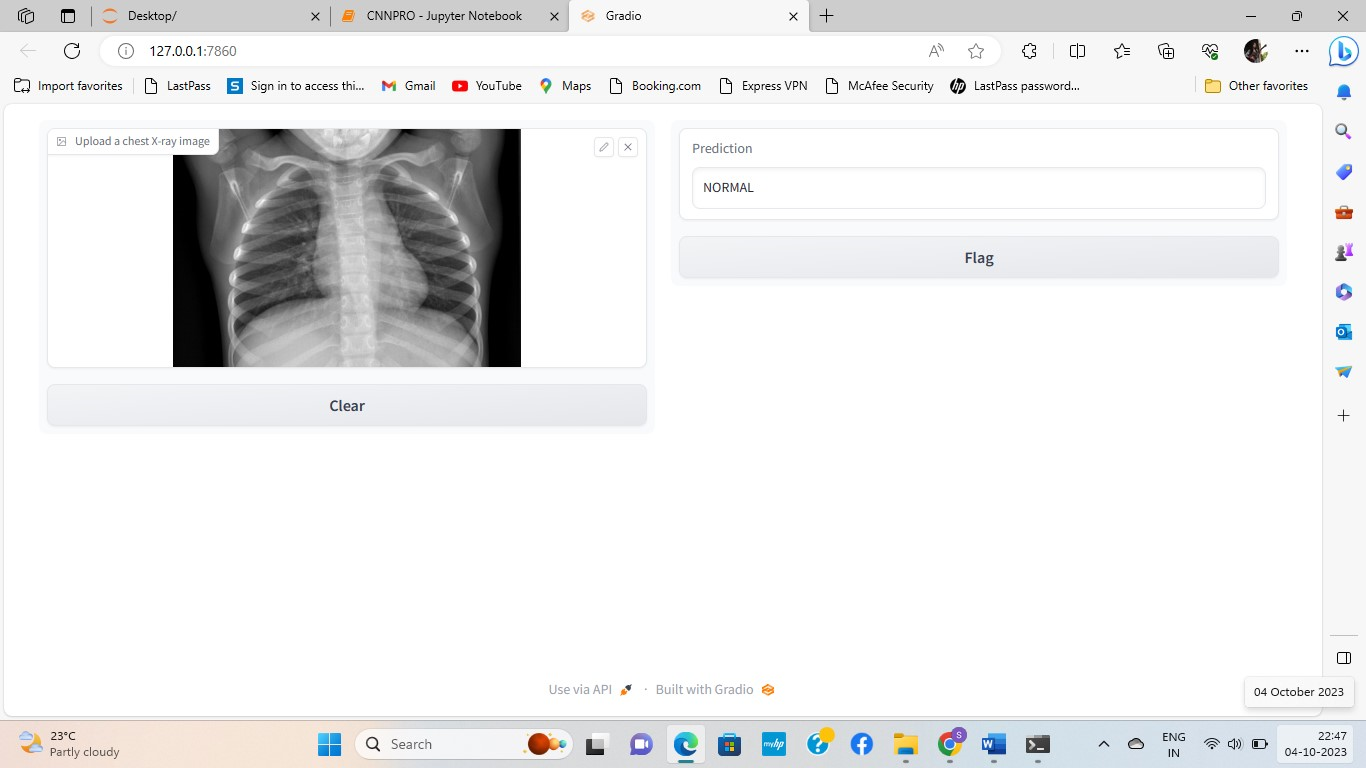 Desktop/
CNNPRO - Jupyter Notebook
Gradio
127.0.0.1:7860
Import favorites
LastPass
S
Sign in to access thi...
Gmail
YouTube
Maps
Booking.com
Express VPN
McAfee Security
hp
LastPass password...
Other favorites
Upload a chest X-ray image
Clear
Prediction
NORMAL
Flag
Use via API
·
Built with Gradio
04 October 2023
23°C
Partly cloudy
Search
myhp
S
ENG
IN
22:47
04-10-2023